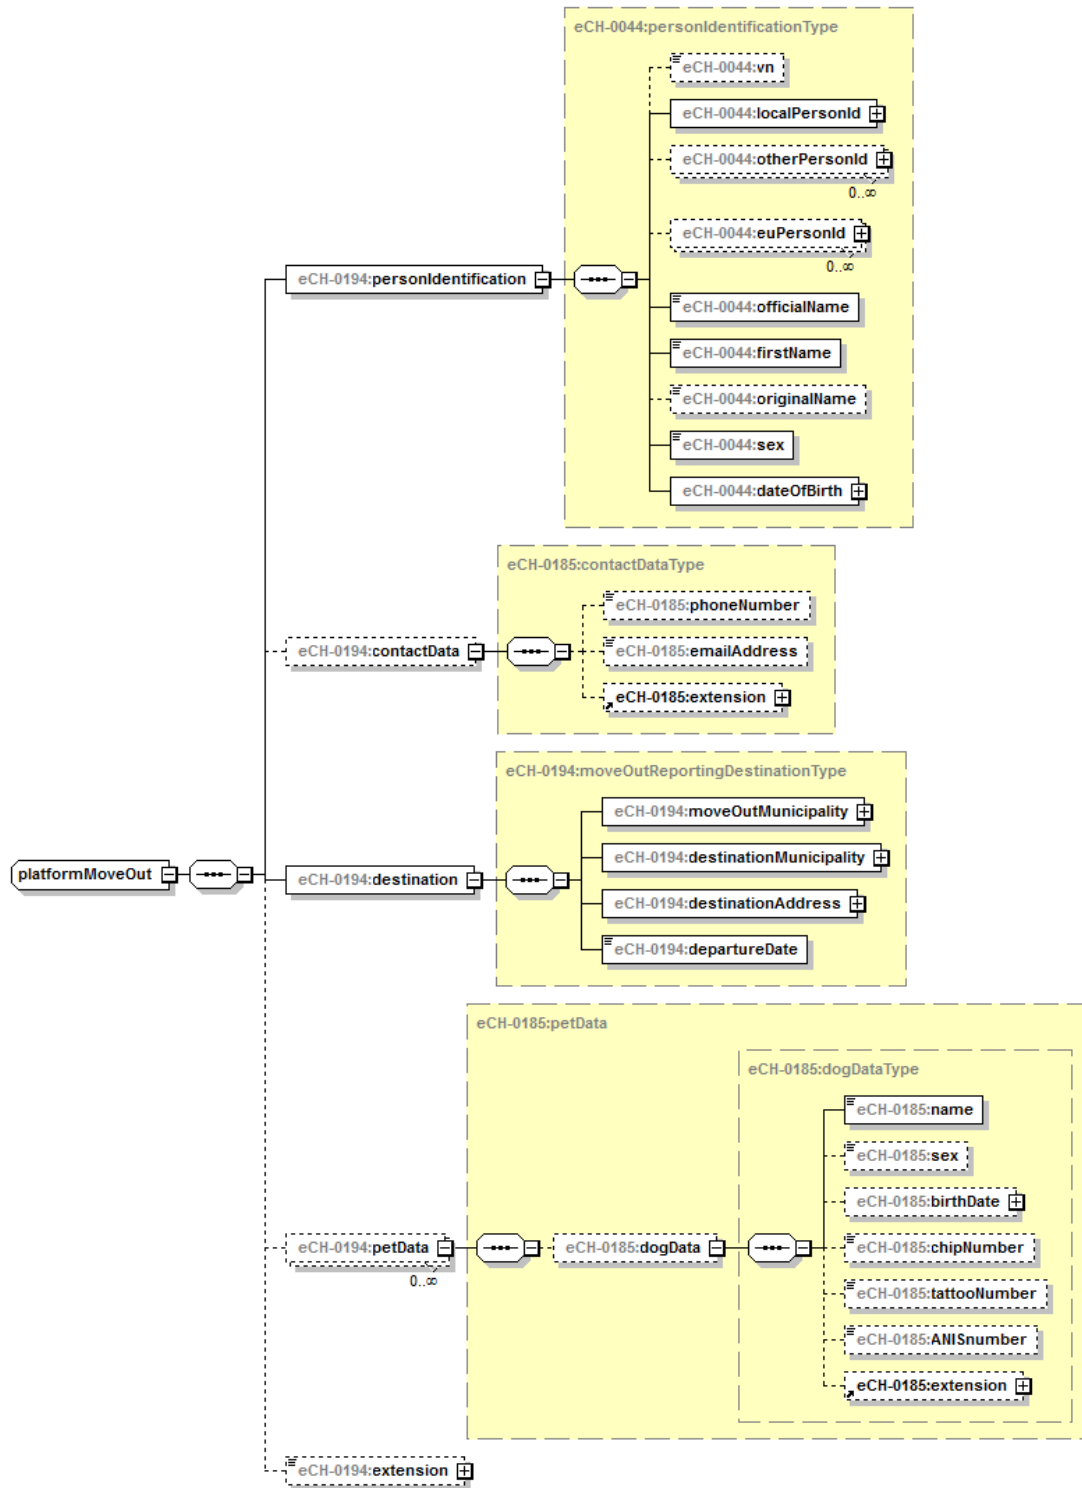 eCH-0044:personIdentificationType
eCH-0044:vn
eCH-0044:localPersonId
eCH-0044:otherPersonId
0..∞
eCH-0044:euPersonId
0..∞
eCH-0194:personIdentification
eCH-0044:officialName
eCH-0044:firstName
eCH-0044:originalName
eCH-0044:sex
eCH-0044:dateOfBirth
eCH-0185:contactDataType
eCH-0185:phoneNumber
eCH-0194:contactData
eCH-0185:emailAddress
eCH-0185:extension
eCH-0194:moveOutReportingDestinationType
eCH-0194:moveOutMunicipality
eCH-0194:destinationMunicipality
platformMoveOut
eCH-0194:destination
eCH-0194:destinationAddress
eCH-0194:departureDate
eCH-0185:petData
eCH-0185:dogDataType
eCH-0185:name
eCH-0185:sex
eCH-0185:birthDate
eCH-0194:petData
0..∞
eCH-0185:dogData
eCH-0185:chipNumber
eCH-0185:tattooNumber
eCH-0185:ANISnumber
eCH-0185:extension
eCH-0194:extension